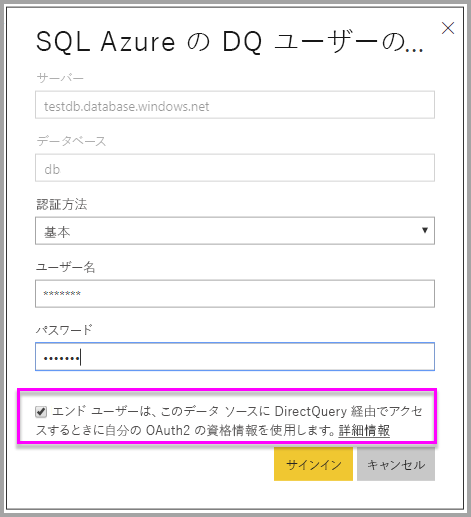 SQL Azure の DQ ユーザーの...
サーバー
testdb.database.windows.net
データベース
db
認証方法
基本
ユーザー名
*******
パスワード
•••••••
エンド ユーザーは、このデータ ソースに DirectQuery 経由でアクセ
スするときに自分の OAuth2 の資格情報を使用します。詳細情報
サインイン キャンセル